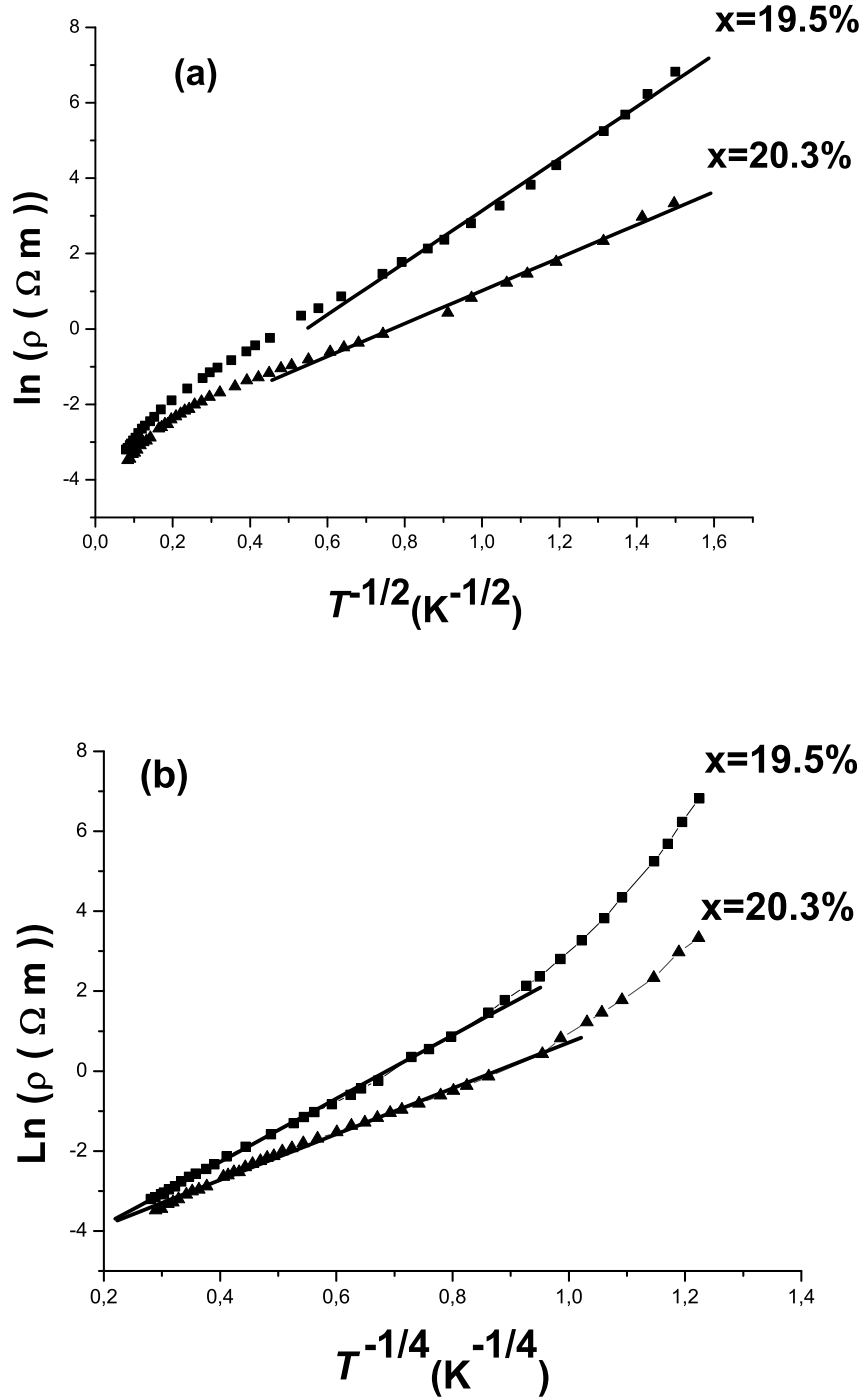 x=19.5%
(a)
x=20.3%
8
6
4
2
0
-2
-4
ln (ρ ( Ω m ))
0,0 0,2 0,4 0,6 0,8 1,0 1,2 1,4 1,6
T^-1/2 (K^-1/2)
x=19.5%
(b)
x=20.3%
8
6
4
2
0
-2
-4
Ln (ρ ( Ω m ))
0,2 0,4 0,6 0,8 1,0 1,2 1,4
T^-1/4 (K^-1/4)